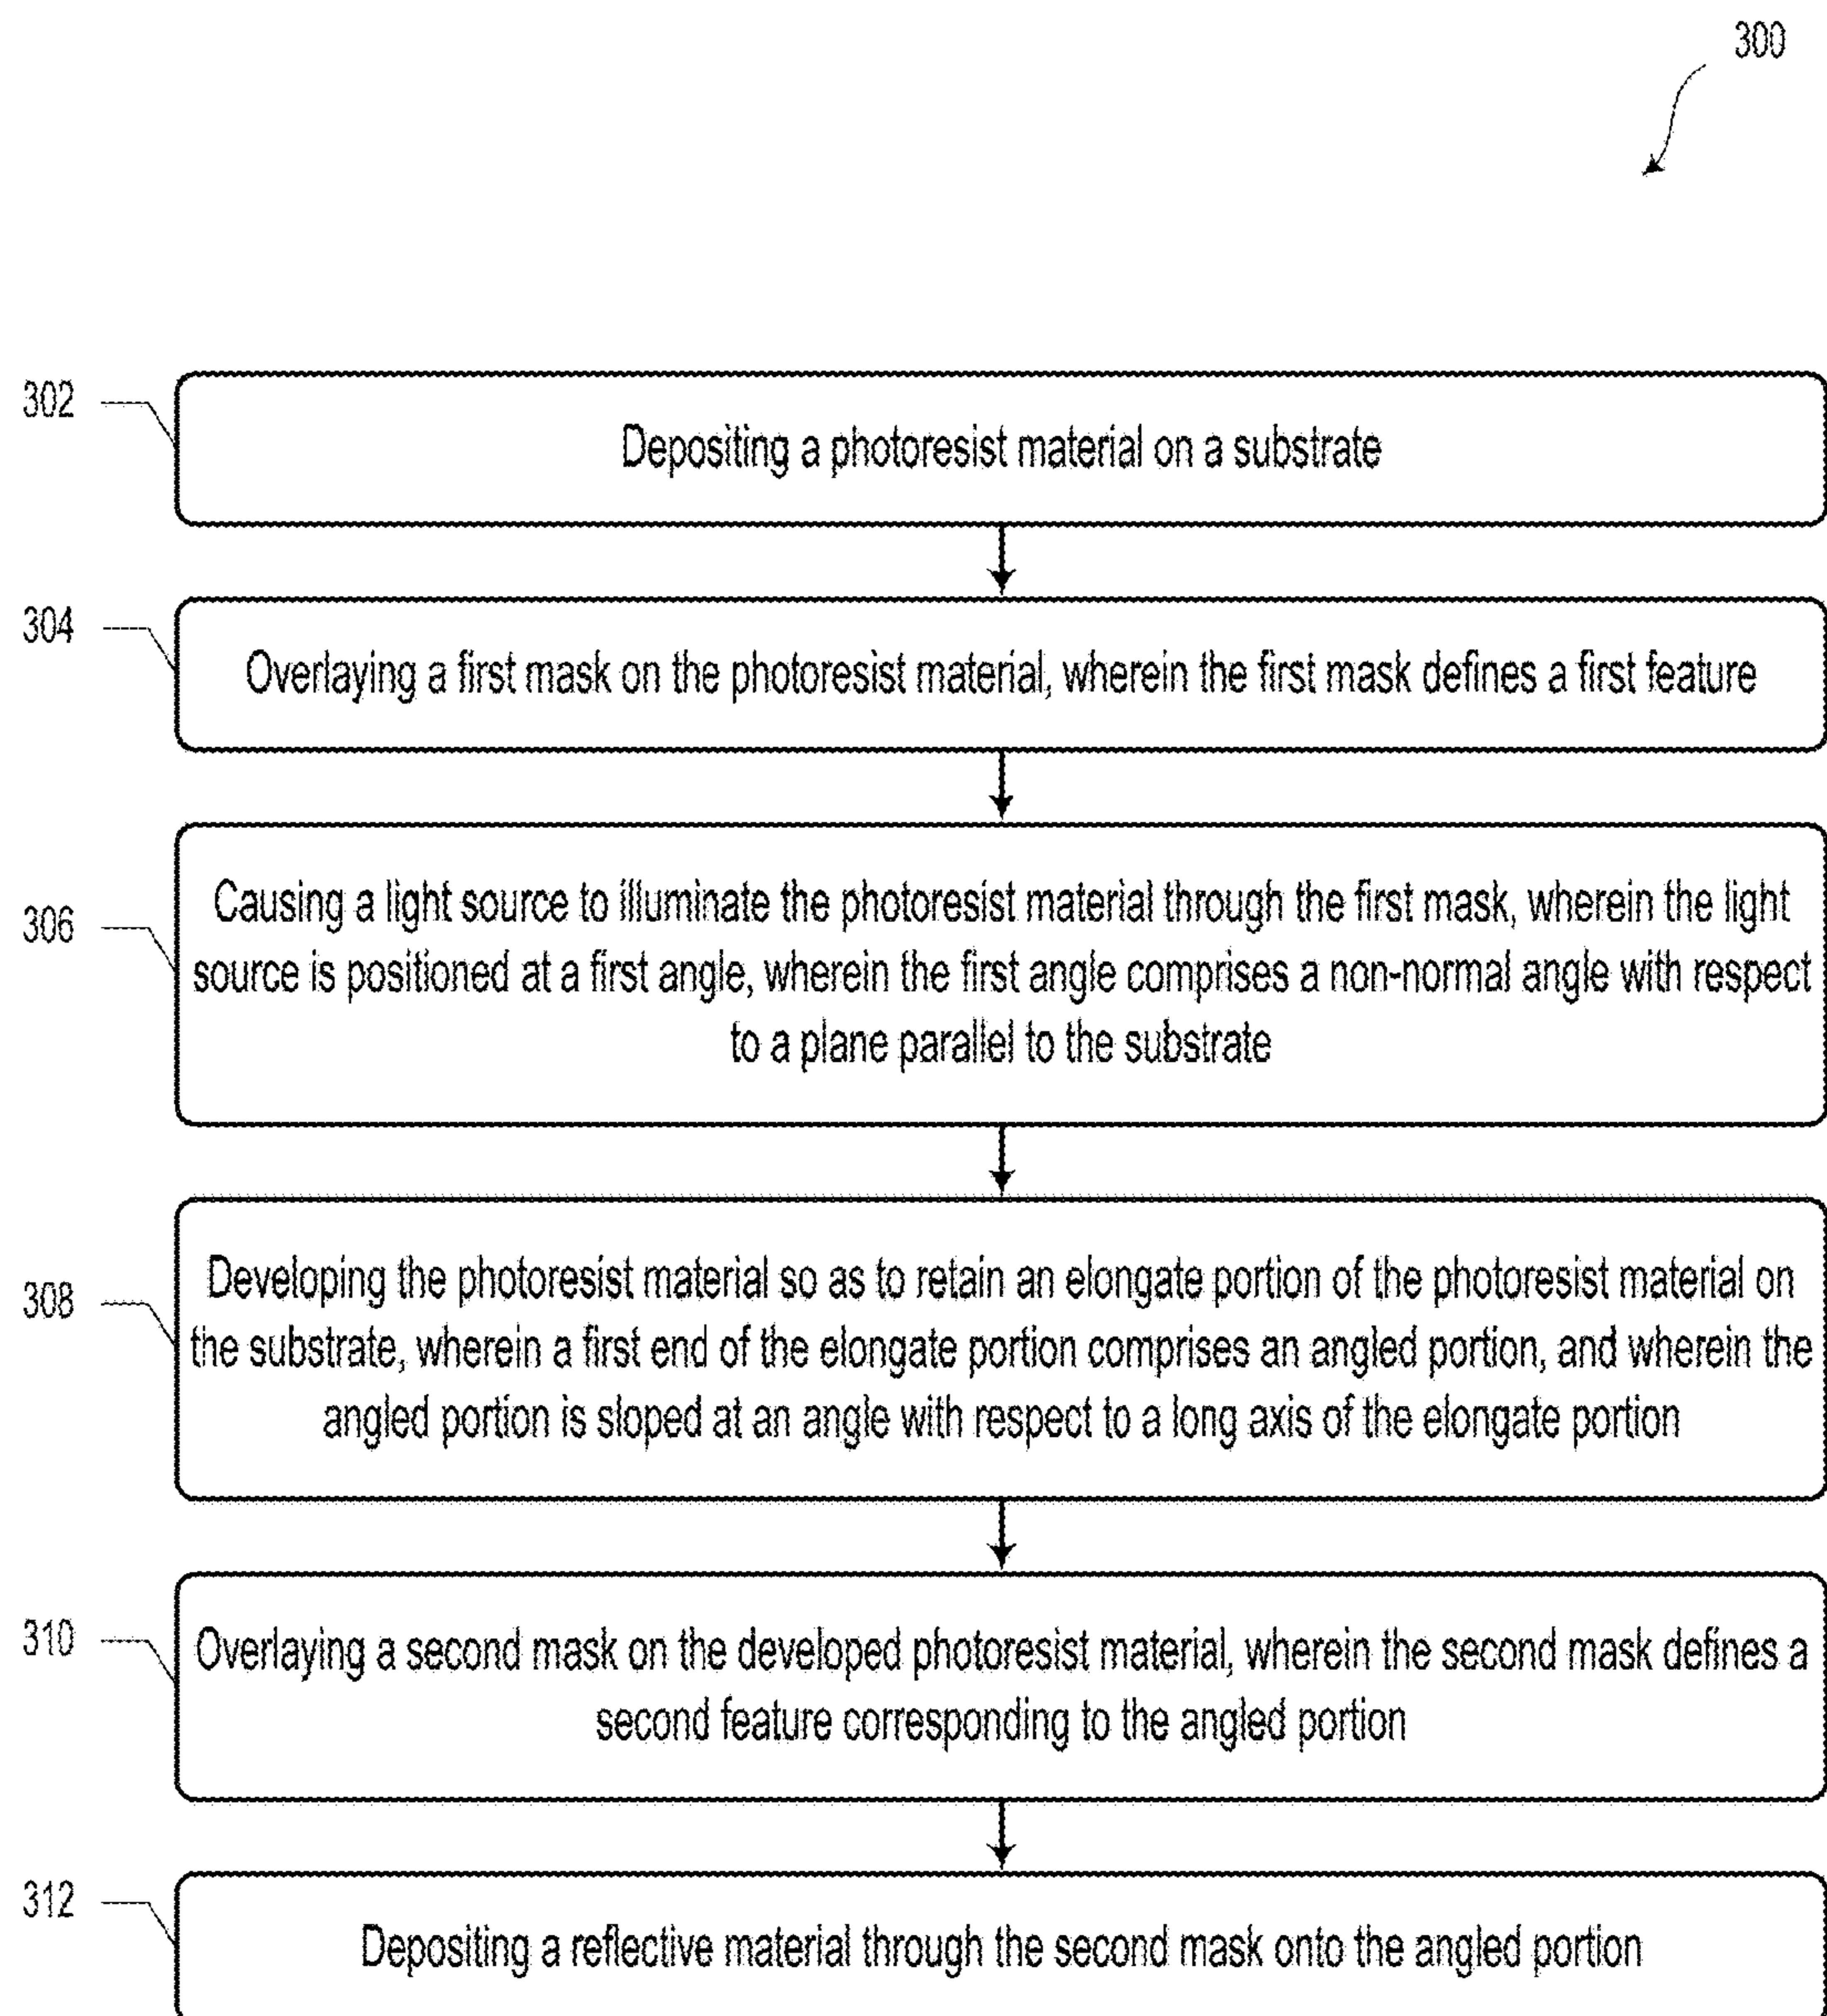 300
302
Depositing a photoresist material on a substrate
304
Overlaying a first mask on the photoresist material, wherein the first mask defines a first feature
306
Causing a light source to illuminate the photoresist material through the first mask, wherein the light
source is positioned at a first angle, wherein the first angle comprises a non-normal angle with respect
to a plane parallel to the substrate
308
Developing the photoresist material so as to retain an elongate portion of the photoresist material on
the substrate, wherein a first end of the elongate portion comprises an angled portion, and wherein the
angled portion is sloped at an angle with respect to a long axis of the elongate portion
310
Overlaying a second mask on the developed photoresist material, wherein the second mask defines a
second feature corresponding to the angled portion
312
Depositing a reflective material through the second mask onto the angled portion